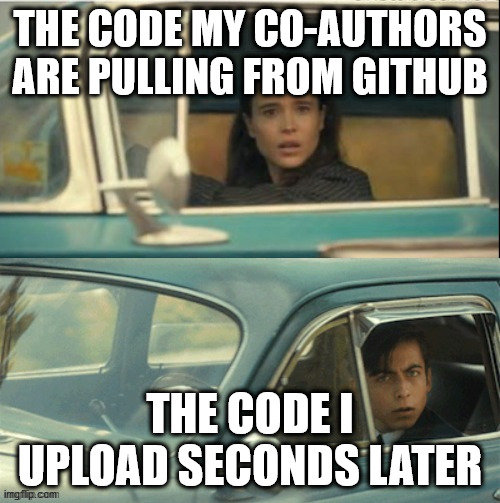 THE CODE MY CO-AUTHORS
ARE PULLING FROM GITHUB
THE CODE I
UPLOAD SECONDS LATER
imgflip.com